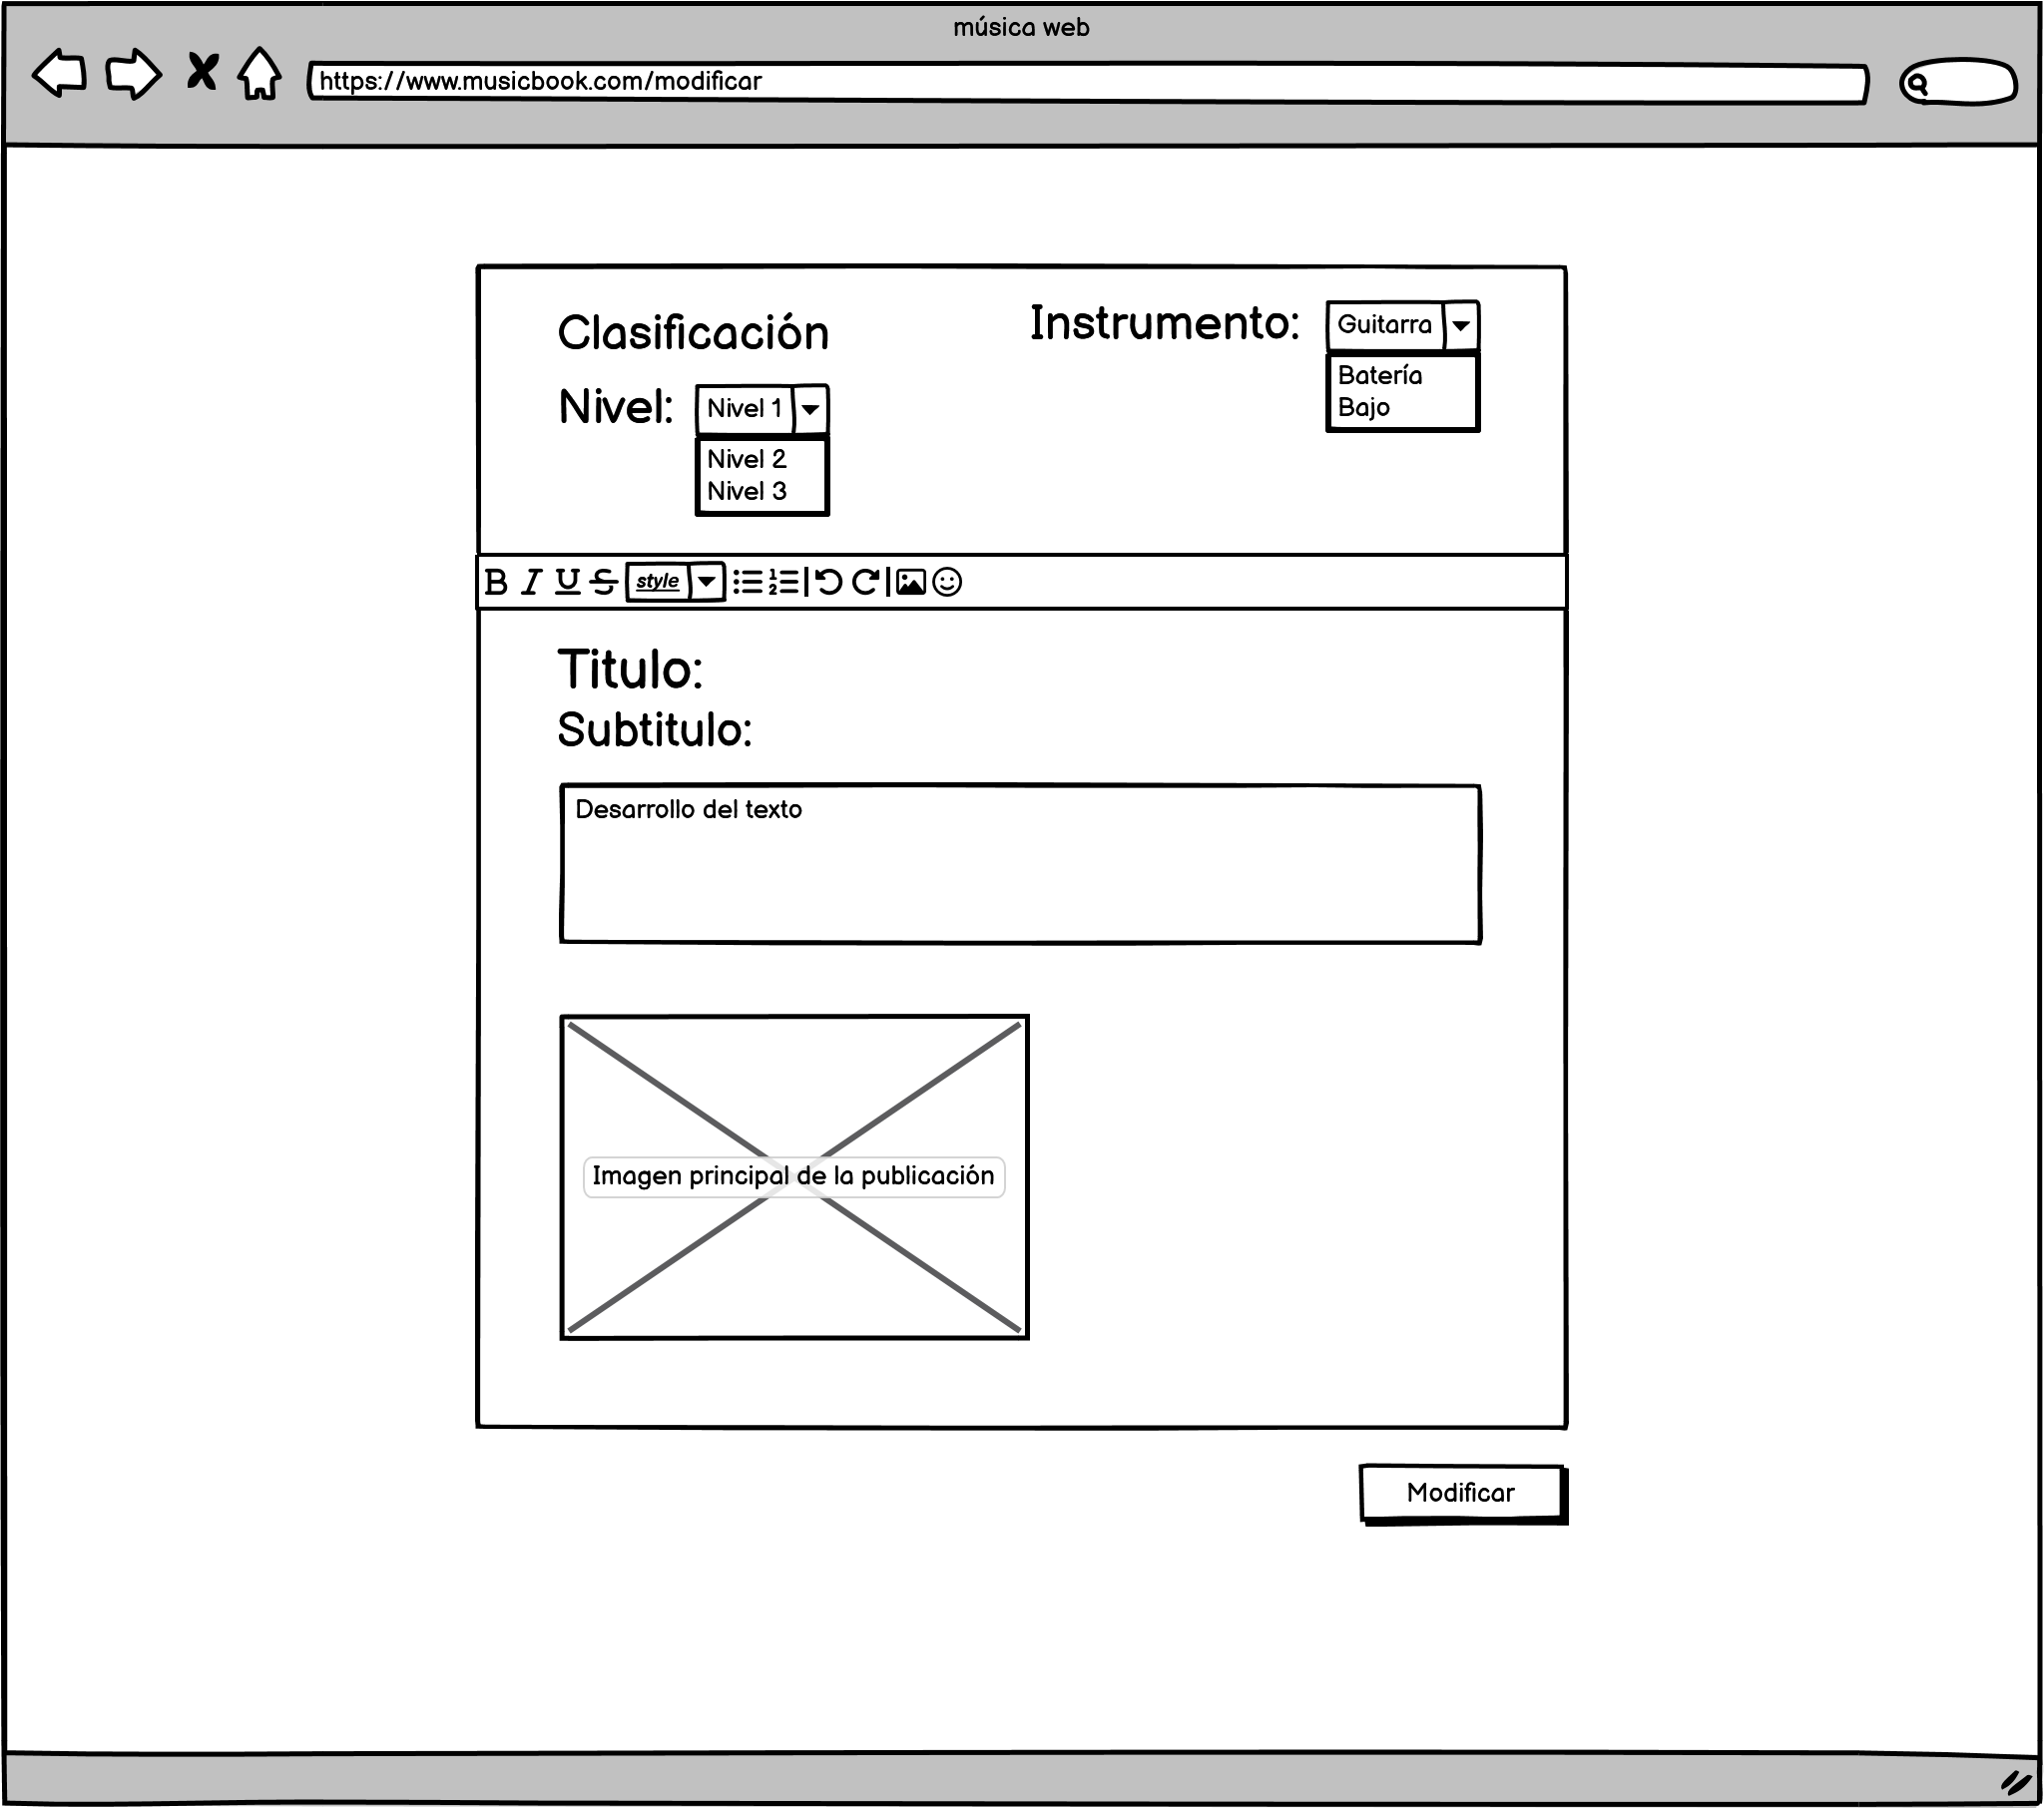 música web
https://www.musicbook.com/modificar
Clasificación
Instrumento:
Guitarra
Batería
Bajo
Nivel:
Nivel 1
Nivel 2
Nivel 3
B I U S style
Titulo:
Subtitulo:
Desarrollo del texto
Imagen principal de la publicación
Modificar